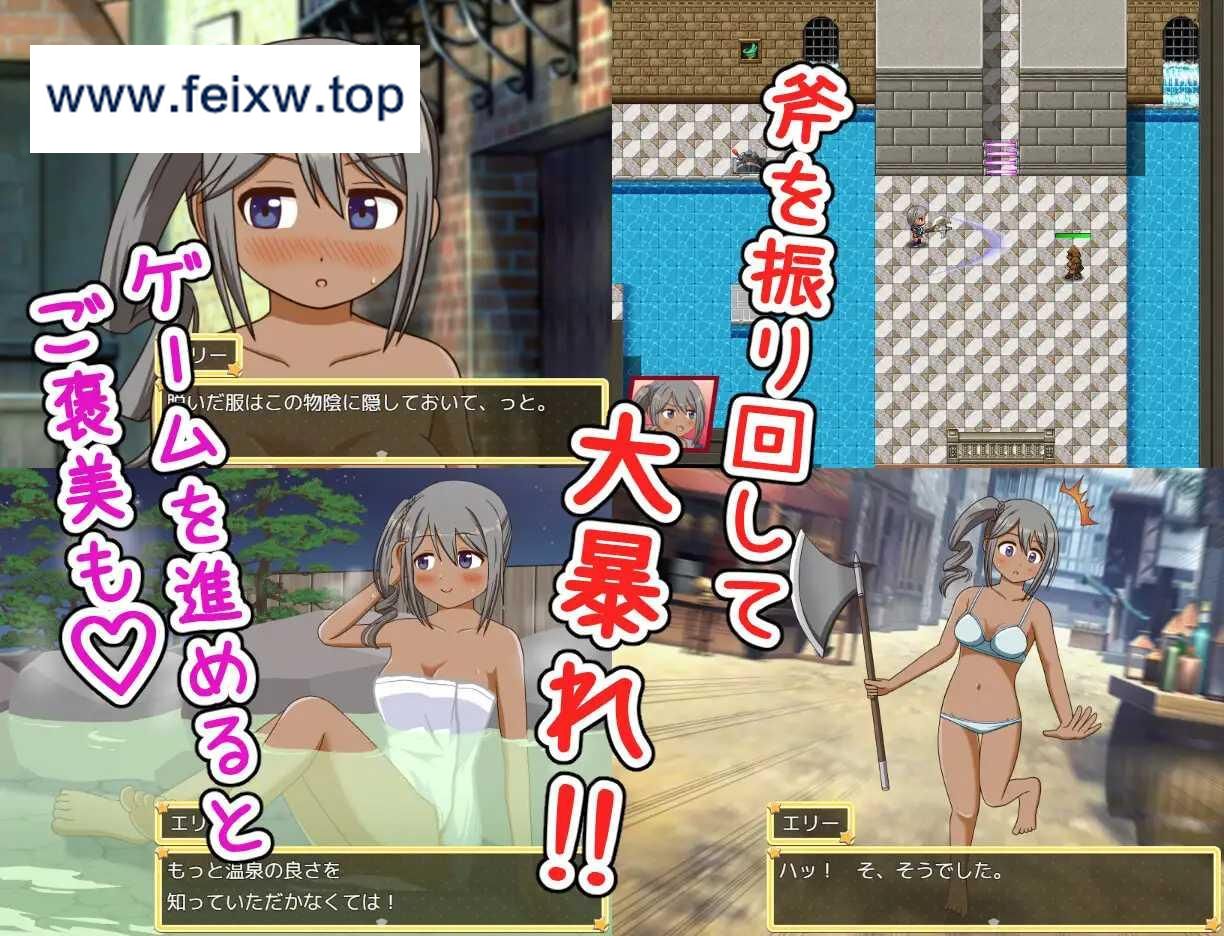 www.feixw.top
斧を振り回して
大暴れ!!
ゲームを進めると
ご褒美も♡
リー
脱いだ服はこの物陰に隠しておいて、っと。
エリ
もっと温泉の良さを
知っていただかなくては！
エリー
ハッ！　そ、そうでした。